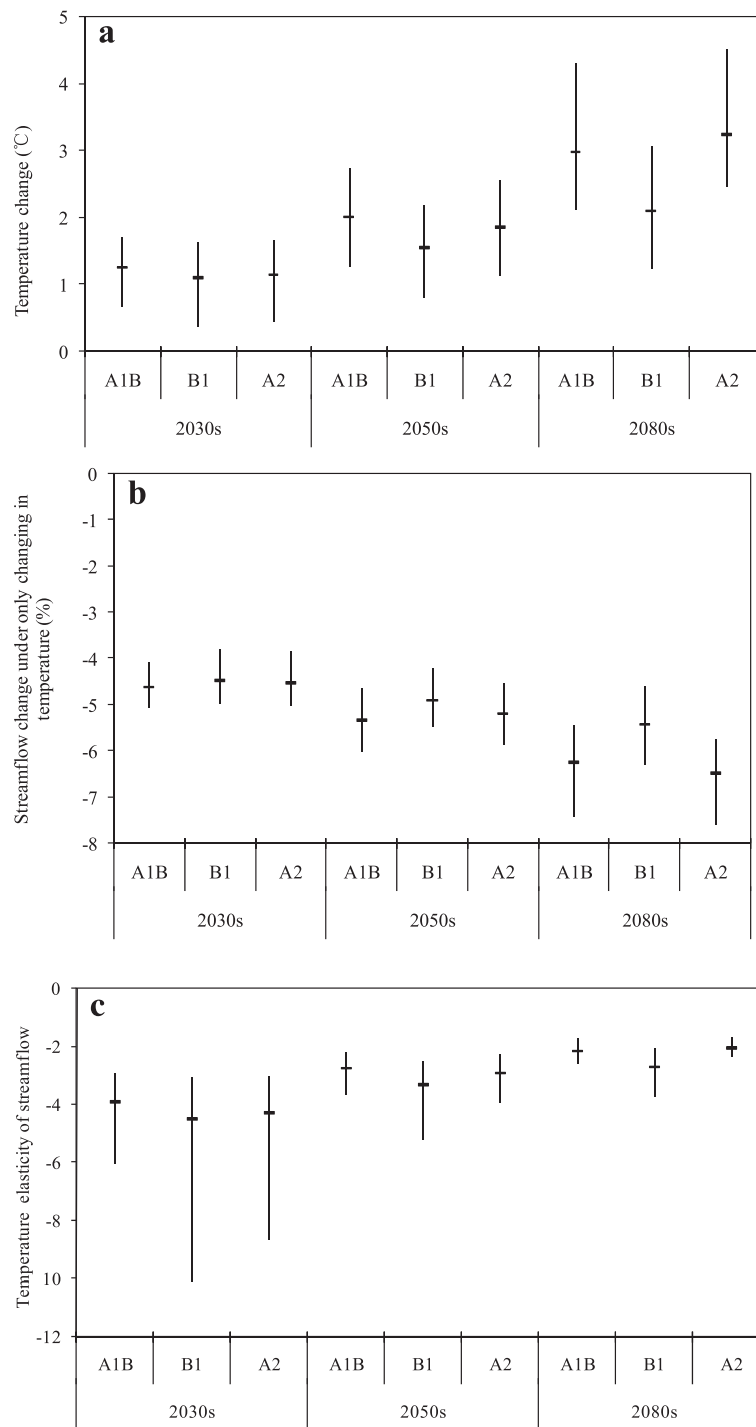 a
Temperature change (℃)
5
4
3
2
1
0
A1B B1 A2 A1B B1 A2 A1B B1 A2
2030s 2050s 2080s
b
Streamflow change under only changing in
temperature (%)
0
-1
-2
-3
-4
-5
-6
-7
-8
A1B B1 A2 A1B B1 A2 A1B B1 A2
2030s 2050s 2080s
c
Temperature elasticity of streamflow
0
-2
-4
-6
-8
10
-12
A1B B1 A2 A1B B1 A2 A1B B1 A2
2030s 2050s 2080s